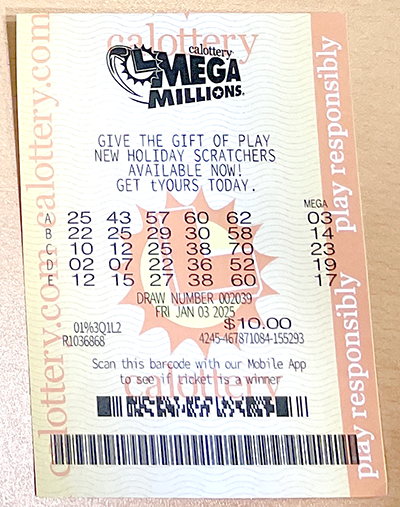 calottery
calottery
MEGA
MILLIONS
GIVE THE GIFT OF PLAY
NEW HOLIDAY SCRATCHERS
AVAILABLE NOW!
GET tYOURS TODAY.
MEGA
A 25 43 57 60 62 03
B 22 25 29 30 58 14
C 10 12 25 38 70 23
D 02 07 22 36 52 19
E 12 15 27 38 60 17
DRAW NUMBER 002039
FRI JAN 03 2025
01%3Q1L2 $10.00
R1036868 4245-467871084-155293
Scan this barcode with our Mobile App
to see if ticket is a winner
calottery
calottery.com
calottery.com
play responsibly
play responsibly